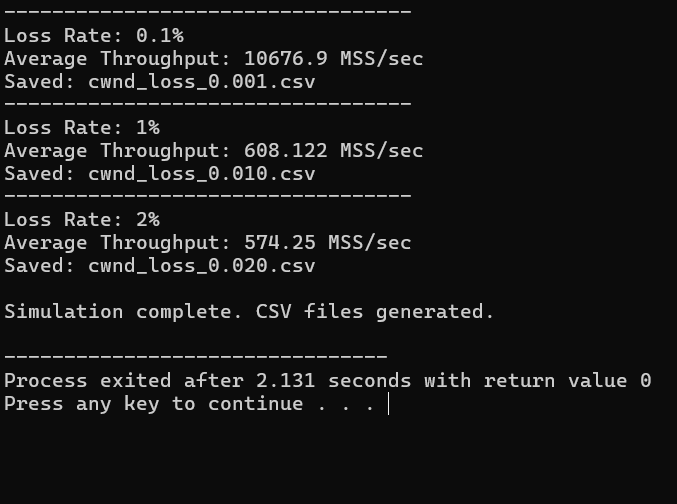 ----------------------------------
Loss Rate: 0.1%
Average Throughput: 10676.9 MSS/sec
Saved: cwnd_loss_0.001.csv
----------------------------------
Loss Rate: 1%
Average Throughput: 608.122 MSS/sec
Saved: cwnd_loss_0.010.csv
----------------------------------
Loss Rate: 2%
Average Throughput: 574.25 MSS/sec
Saved: cwnd_loss_0.020.csv
Simulation complete. CSV files generated.
--------------------------------
Process exited after 2.131 seconds with return value 0
Press any key to continue . . .